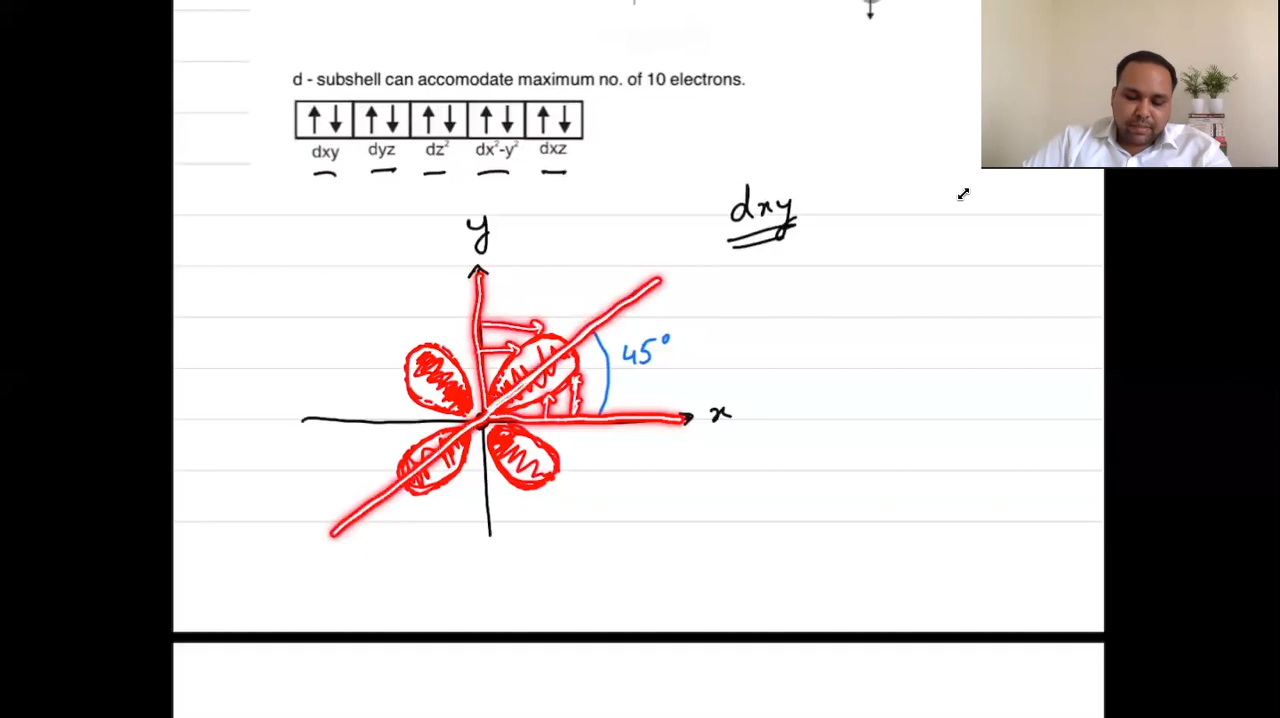 d - subshell can accomodate maximum no. of 10 electrons.
dxy dyz dz² dx²-y² dxz
dxy
y
45°
x